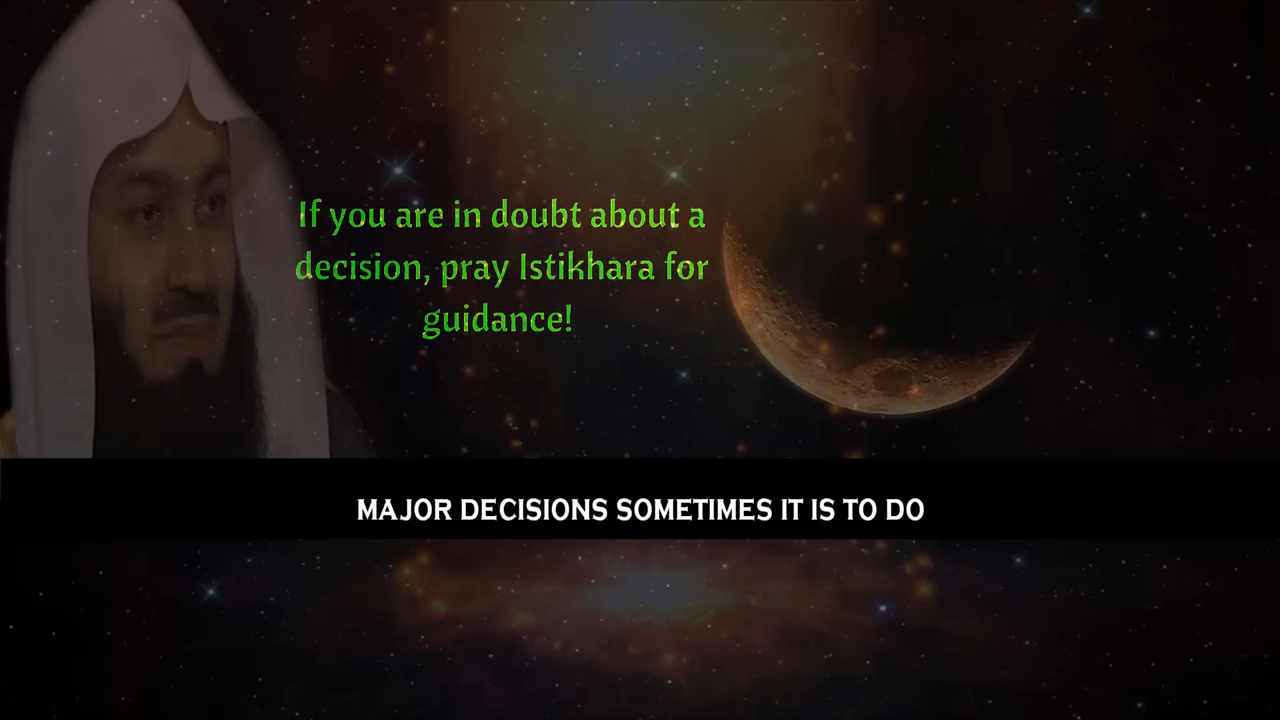 If you are in doubt about a
decision, pray Istikhara for
guidance!
MAJOR DECISIONS SOMETIMES IT IS TO DO